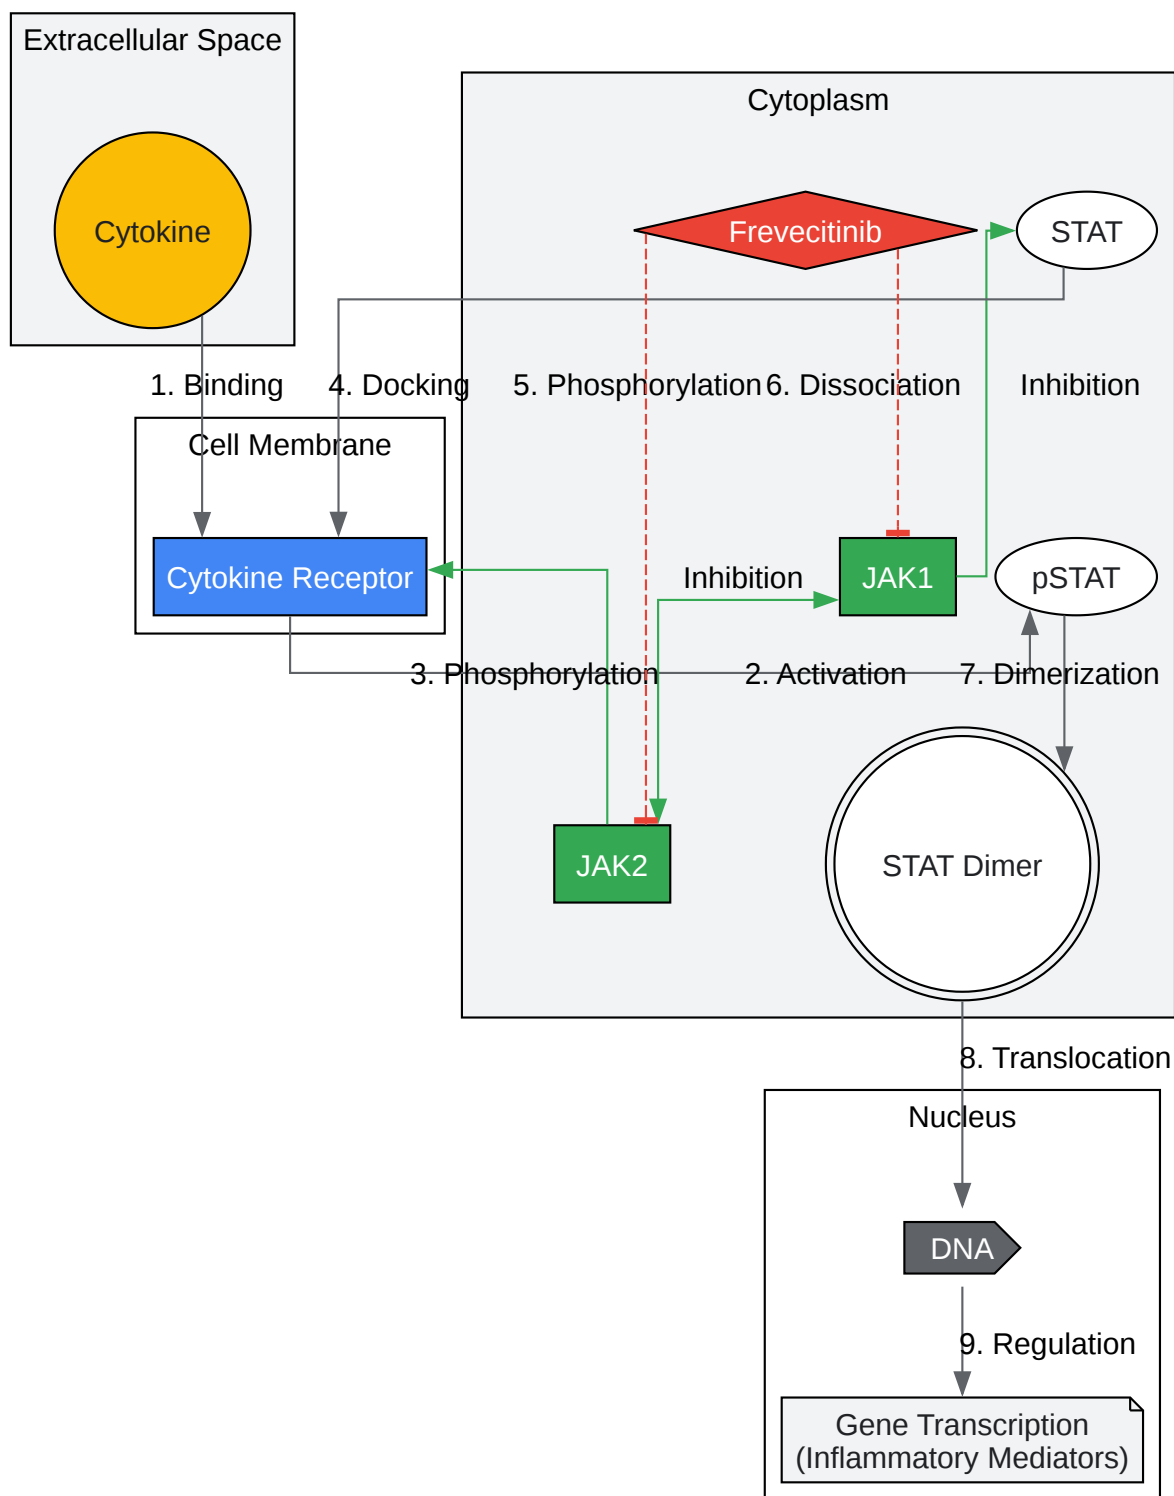 Extracellular Space
Cytoplasm
Cytokine
Frevecitinib
STAT
1. Binding
4. Docking
5. Phosphorylation
6. Dissociation
Inhibition
Cell Membrane
Cytokine Receptor
Inhibition
JAK1
pSTAT
3. Phosphorylation
2. Activation
7. Dimerization
JAK2
STAT Dimer
8. Translocation
Nucleus
DNA
9. Regulation
Gene Transcription
(Inflammatory Mediators)